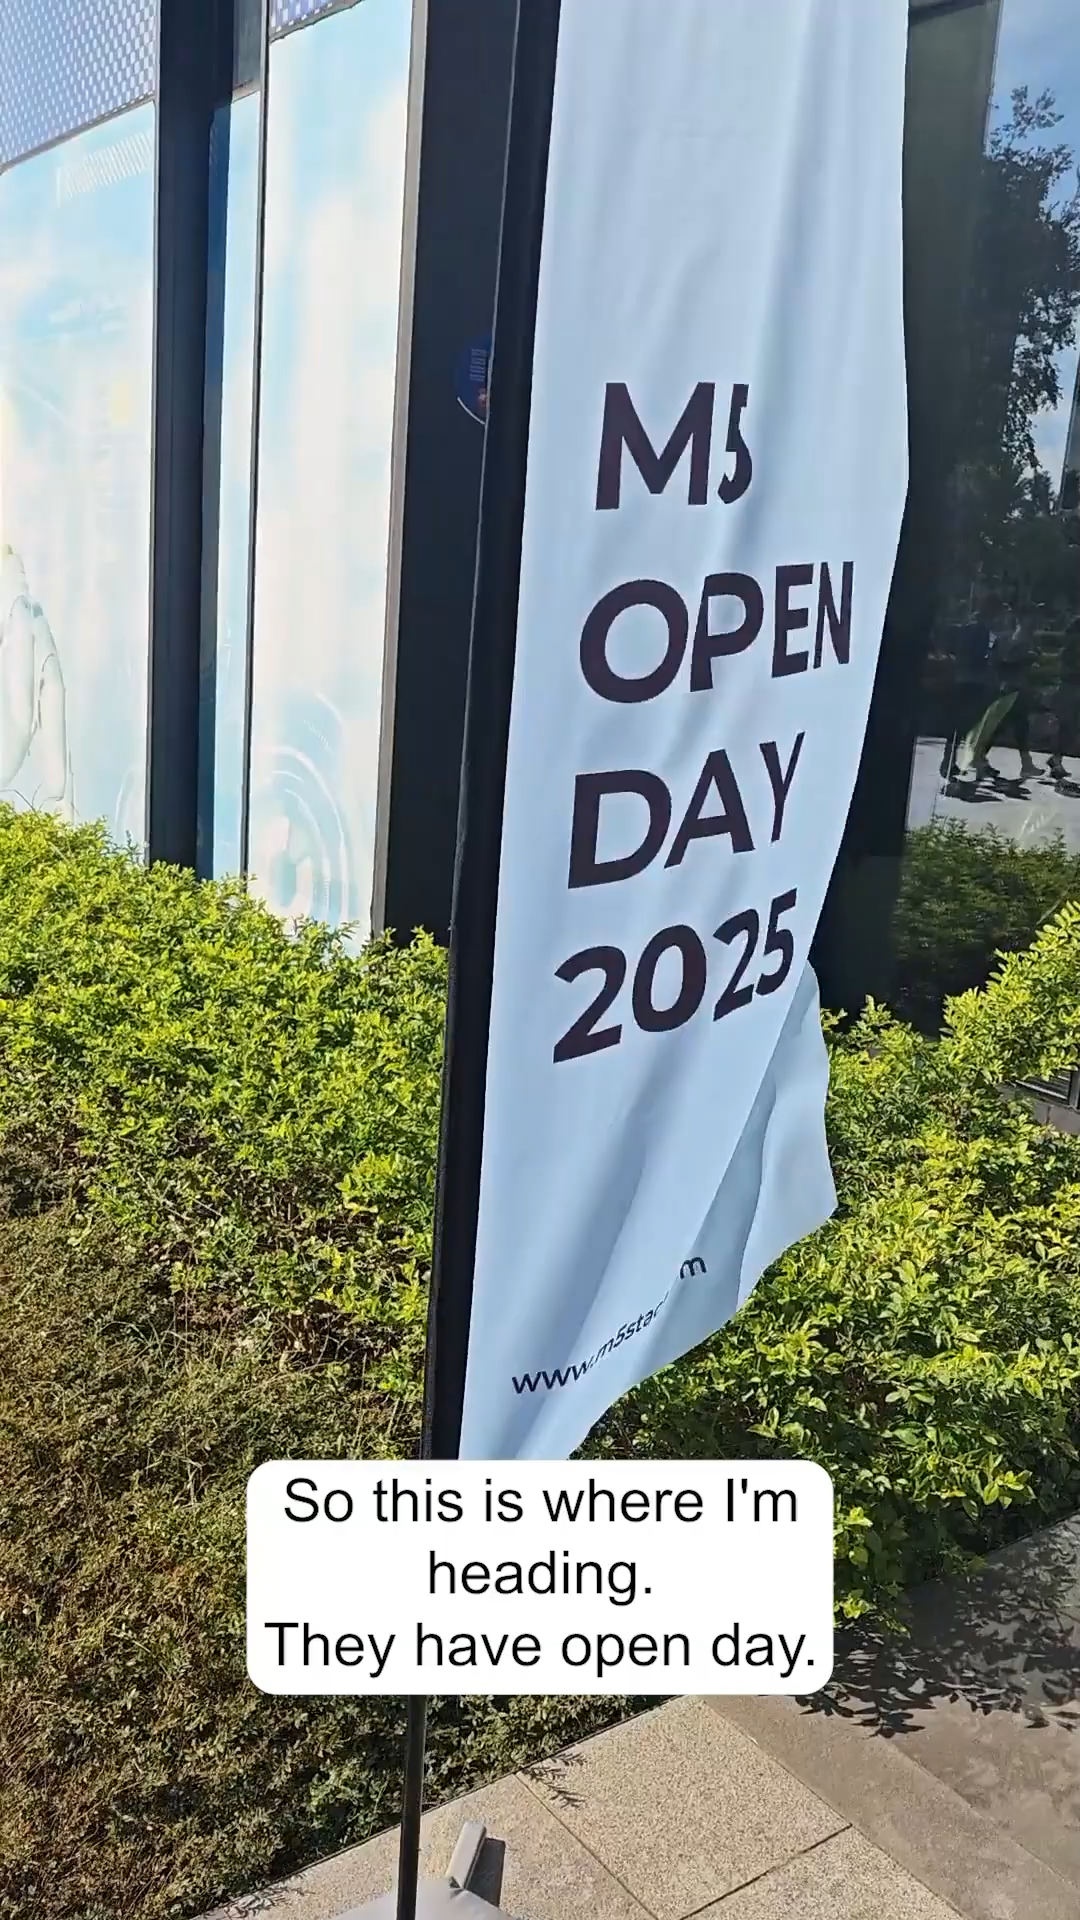 M5
OPEN
DAY
2025
So this is where I'm
heading.
They have open day.